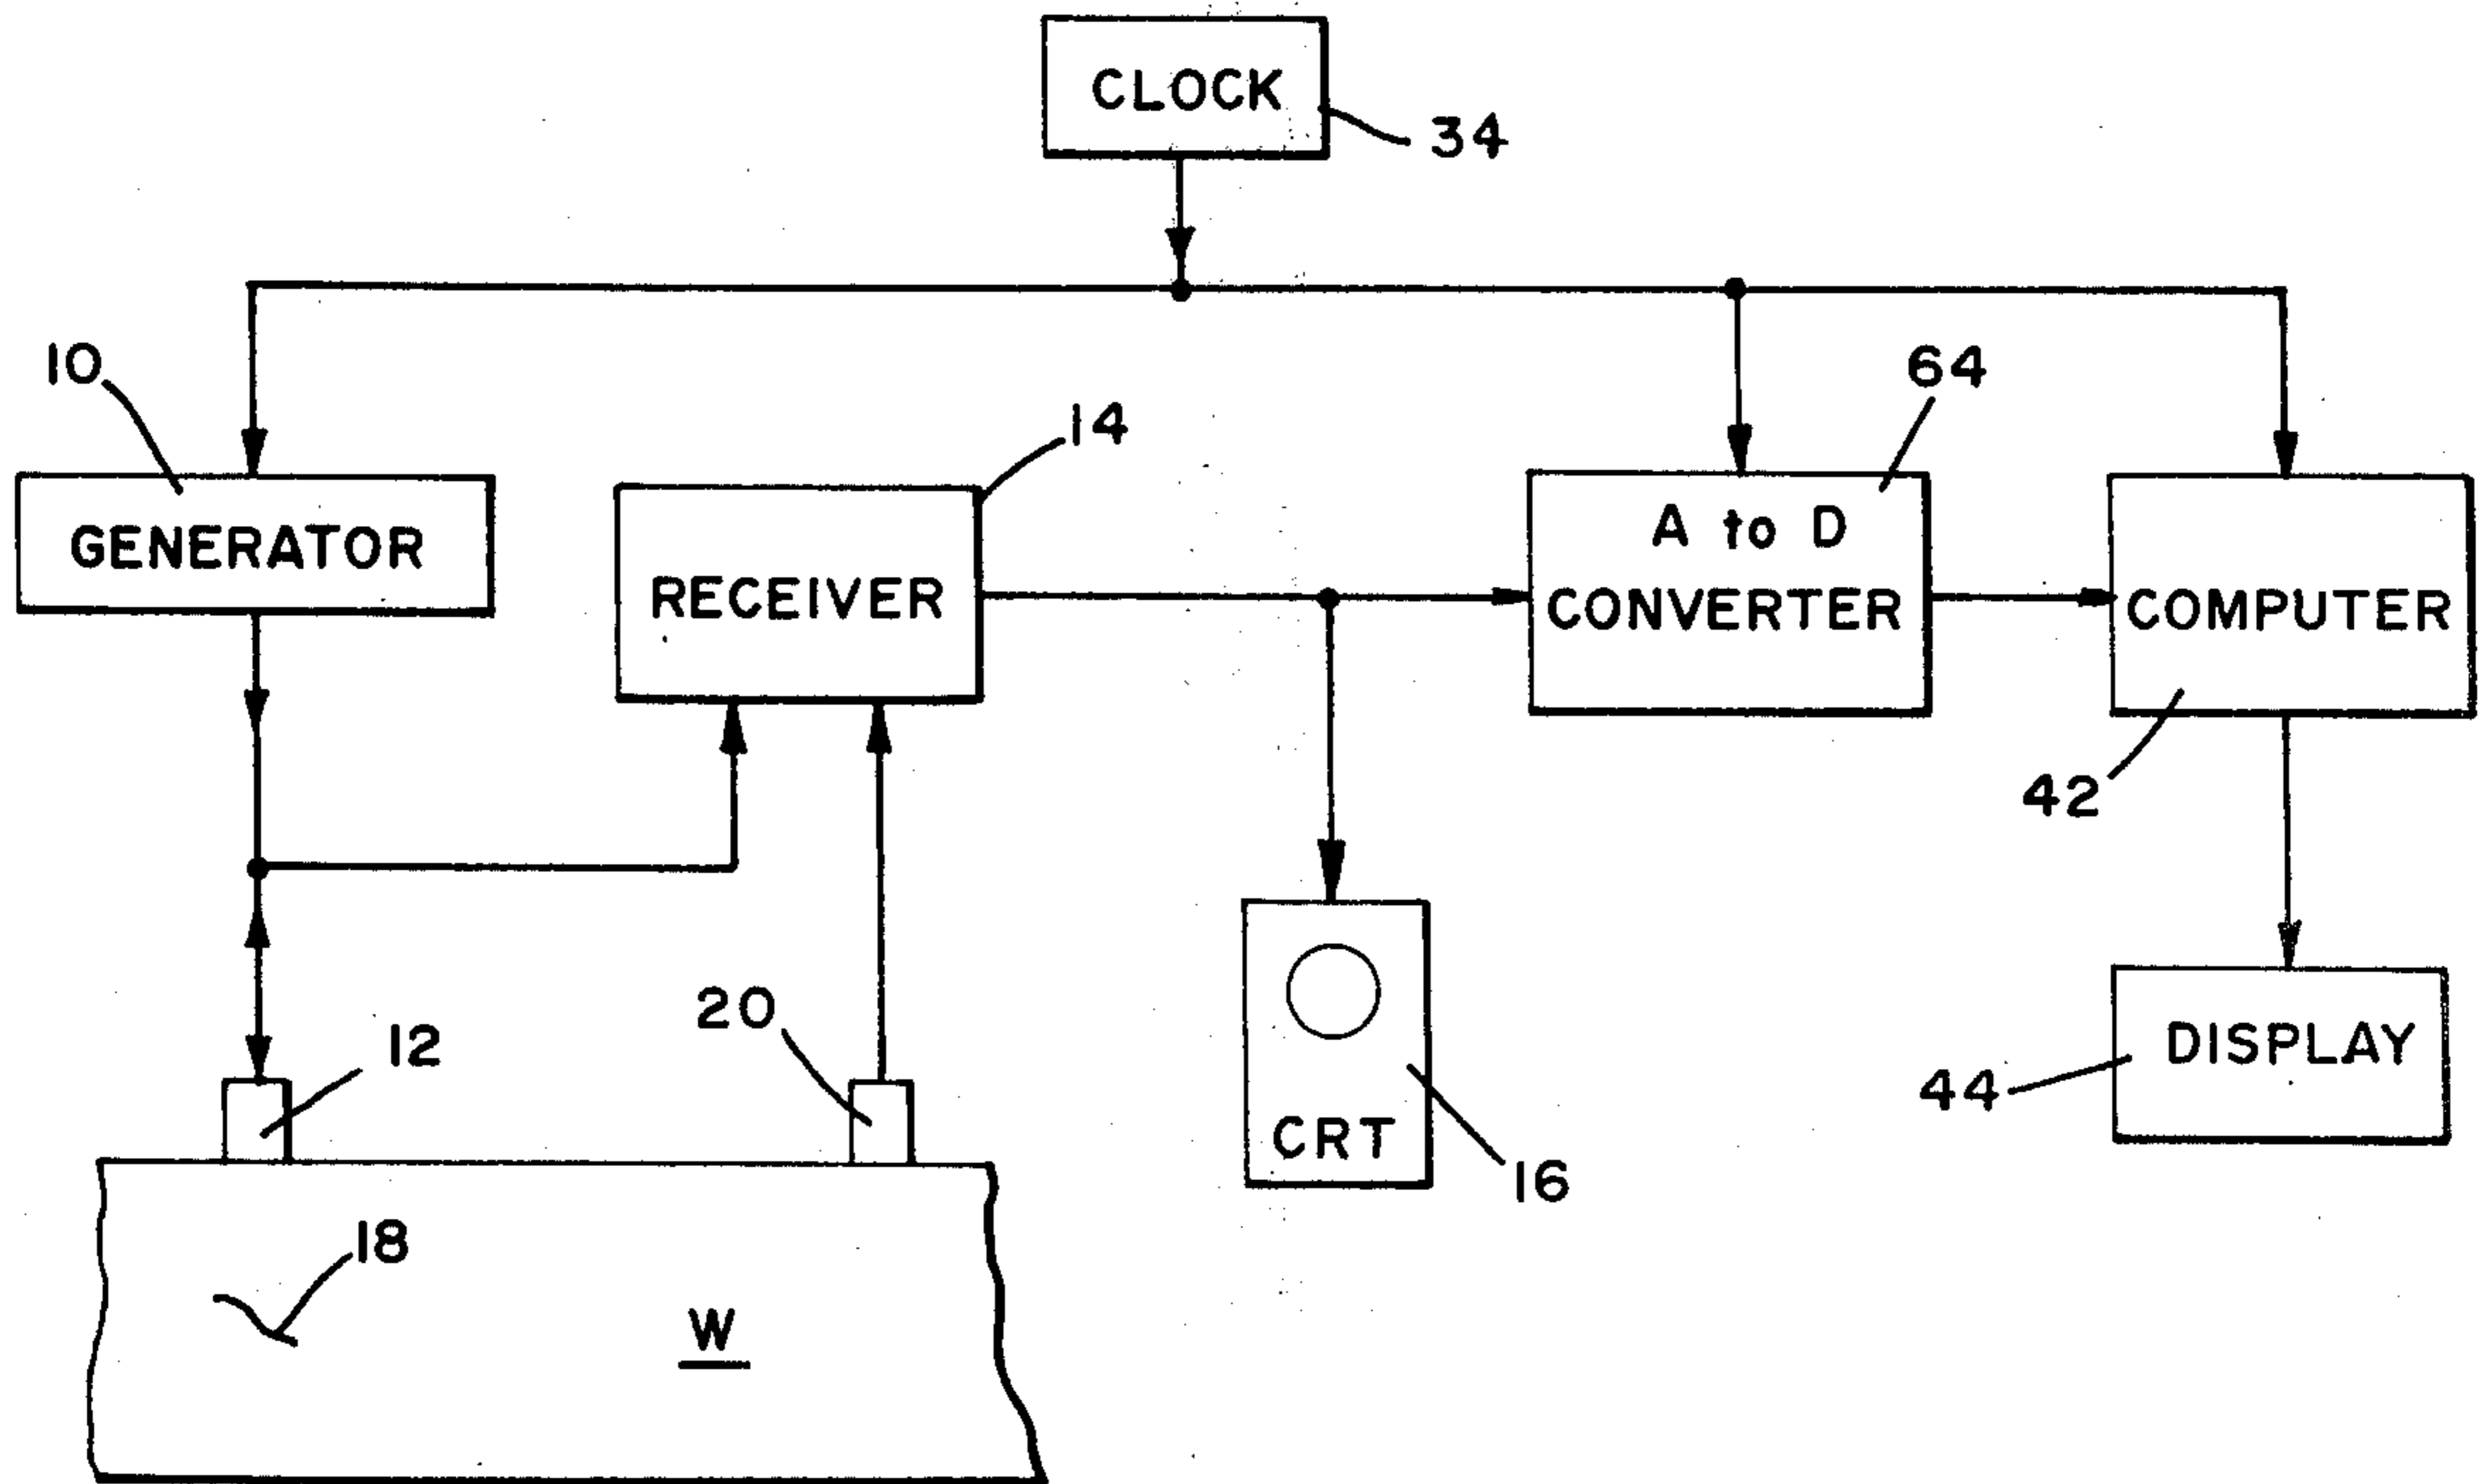 CLOCK
34
10
14
64
GENERATOR
RECEIVER
A to D
CONVERTER
COMPUTER
42
20
12
CRT
16
DISPLAY
44
18
W